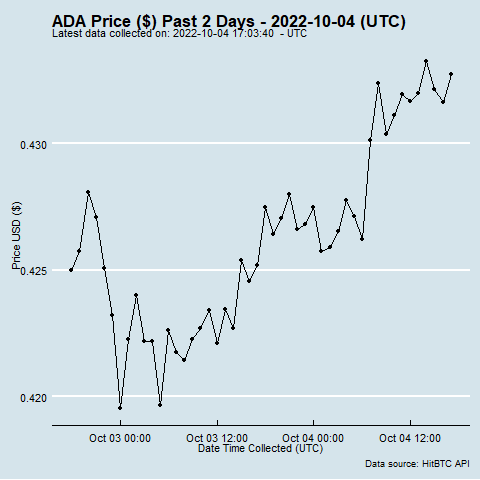 ADA Price ($) Past 2 Days - 2022-10-04 (UTC)
Latest data collected on: 2022-10-04 17:03:40 - UTC
0.430
0.425
0.420
Price USD ($)
Oct 03 00:00 Oct 03 12:00 Oct 04 00:00 Oct 04 12:00
Date Time Collected (UTC)
Data source: HitBTC API